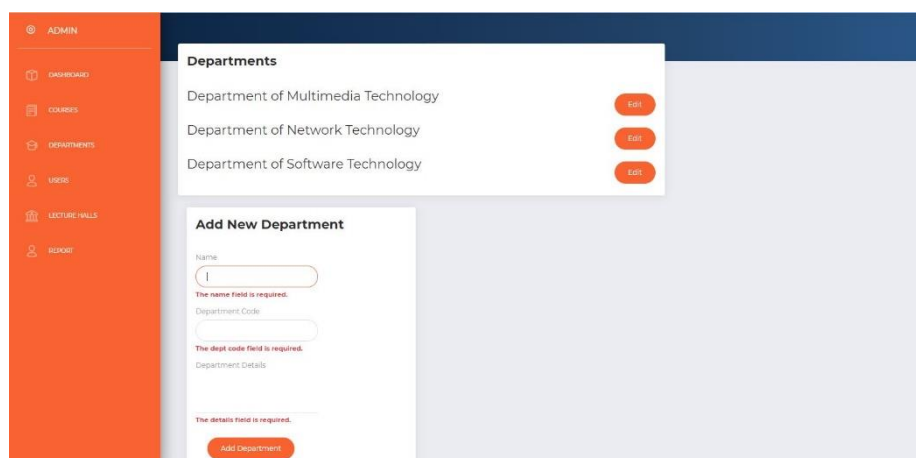 ADMIN
DASHBOARD
COURSES
DEPARTMENTS
USERS
LECTURE HALLS
REPORT
Departments
Department of Multimedia Technology
Edit
Department of Network Technology
Edit
Department of Software Technology
Edit
Add New Department
Name
The name field is required.
Department Code
The dept code field is required.
Department Details
The details field is required.
Add Department